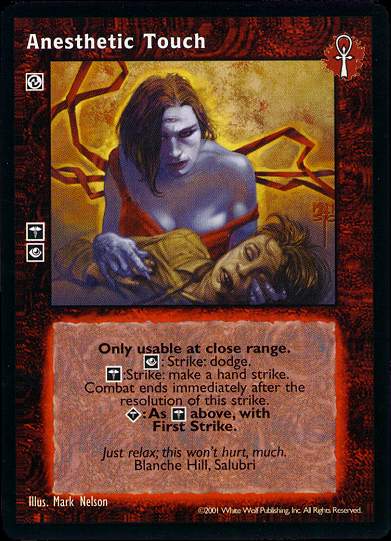 Anesthetic Touch
Only usable at close range.
: Strike: dodge.
:Strike: make a hand strike.
Combat ends immediately after the
resolution of this strike.
:As above, with
First Strike.
Just relax; this won't hurt, much.
Blanche Hill, Salubri
Illus. Mark Nelson
©2001 White Wolf Publishing, Inc. All Rights Reserved.